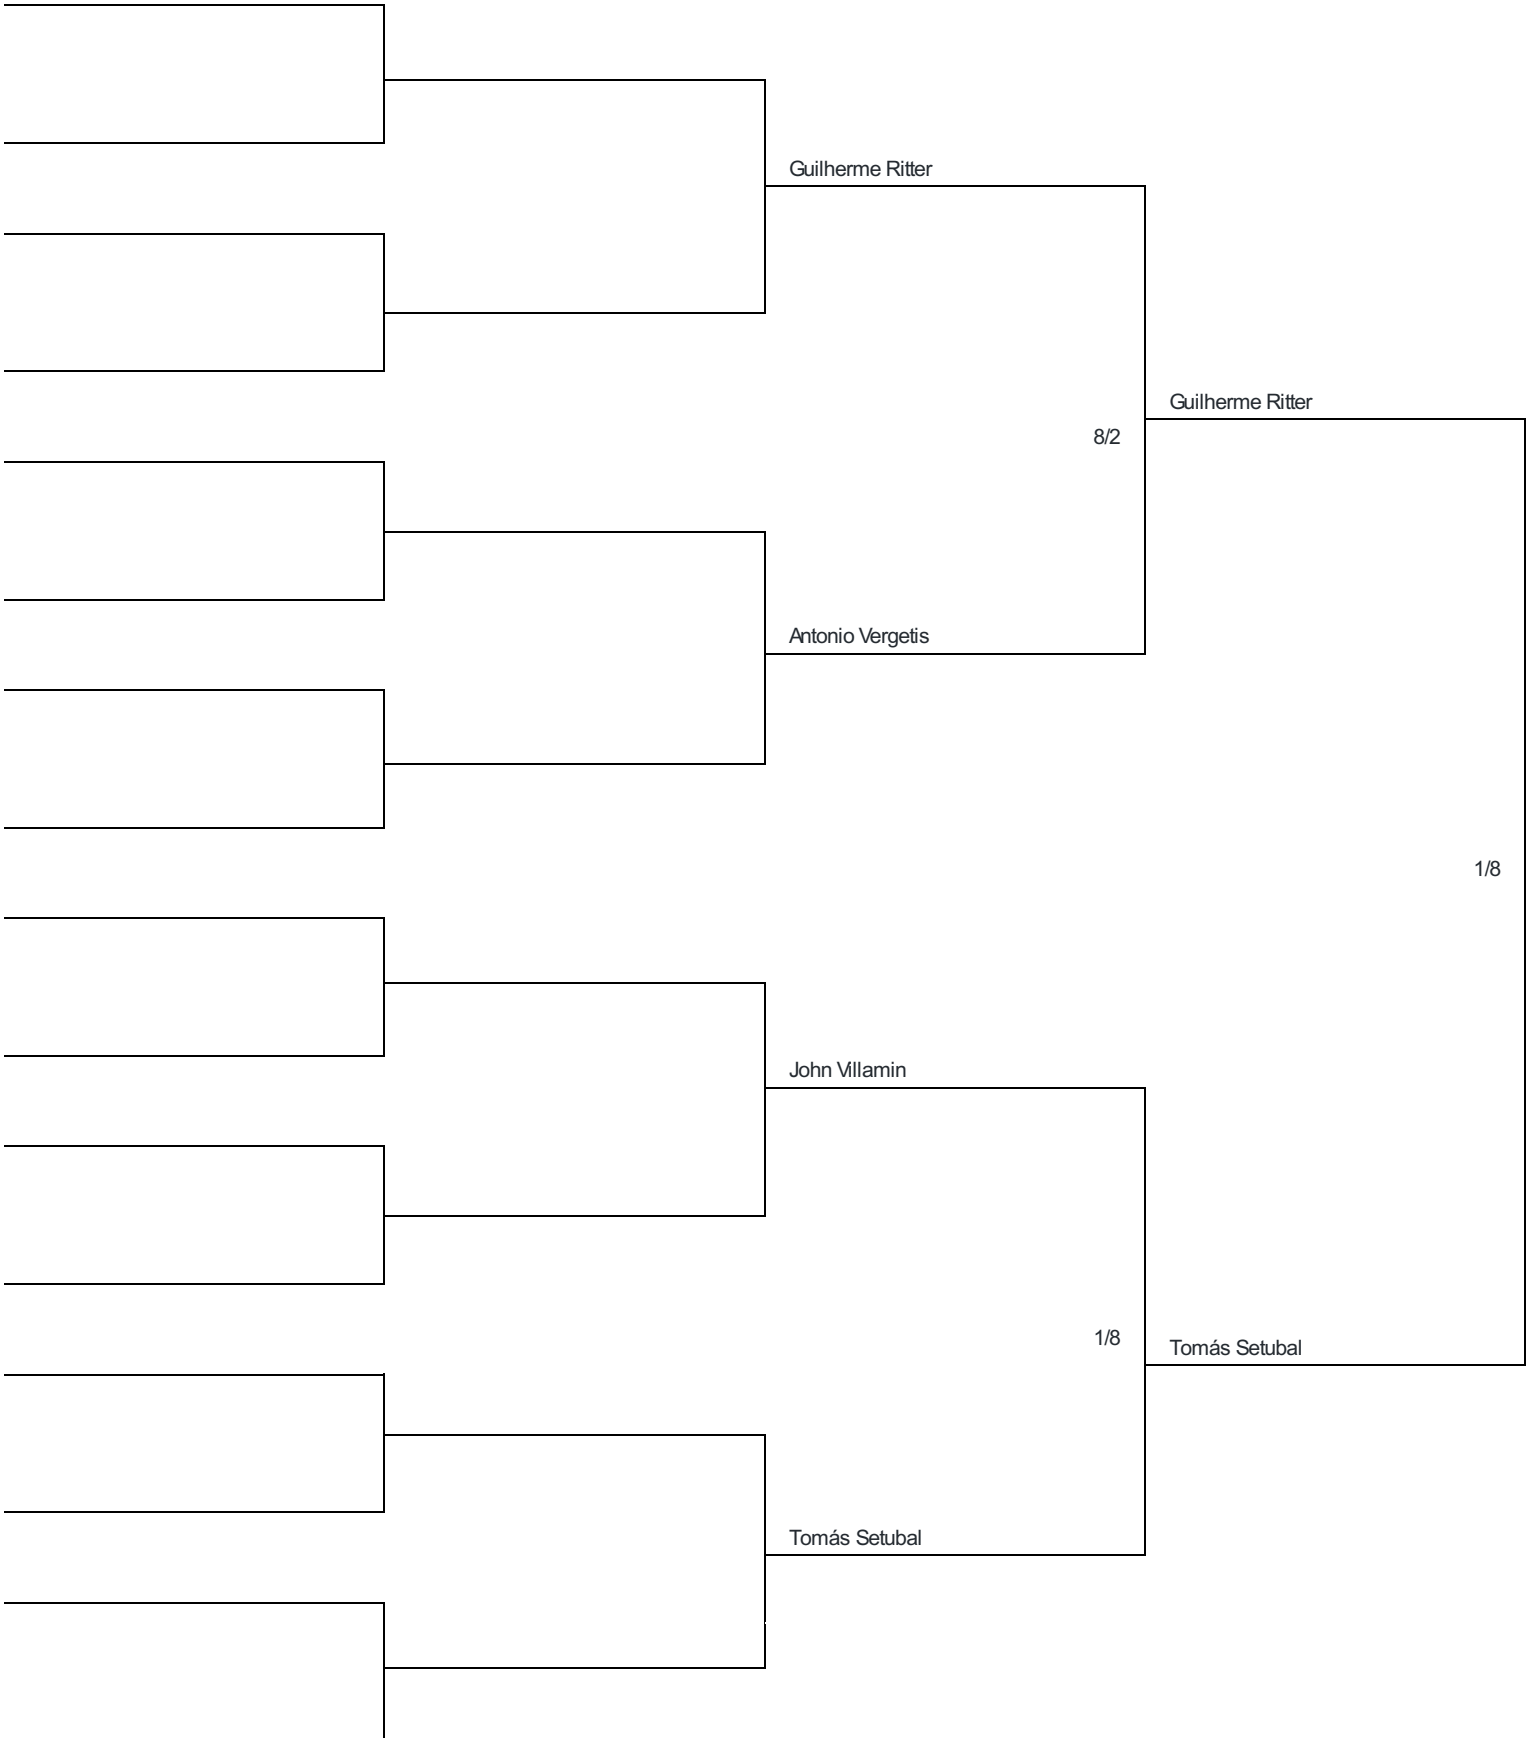 Guilherme Ritter
Guilherme Ritter
8/2
Antonio Vergetis
1/8
John Villamin
1/8
Tomás Setubal
Tomás Setubal